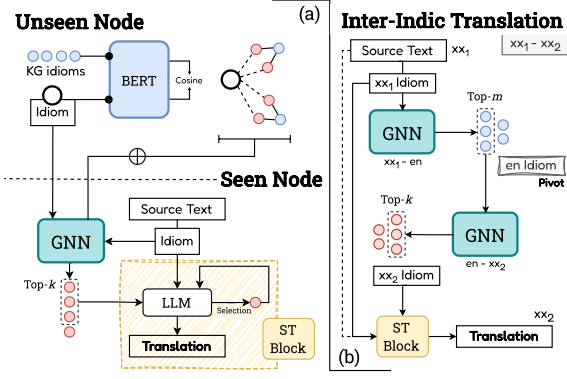 Unseen Node
(a)
KG idioms
BERT
Cosine
Idiom
Seen Node
Source Text
GNN
Idiom
Top-k
LLM
Selection
Translation
ST
Block
Inter-Indic Translation
Source Text
xx₁
xx₁ - xx₂
xx₁ Idiom
Top-m
GNN
xx₁ - en
en Idiom
Pivot
Top-k
GNN
en - xx₂
xx₂ Idiom
xx₂
ST
Block
Translation
(b)